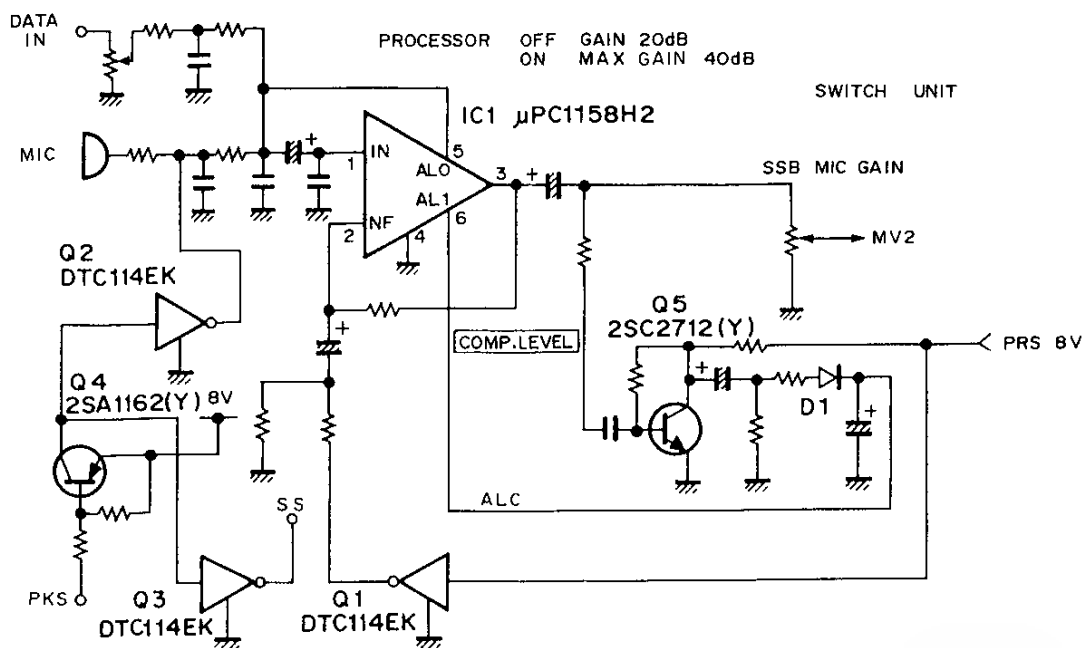 DATA
IN
PROCESSOR OFF GAIN 20dB
ON MAX GAIN 40dB
SWITCH UNIT
IC1 μPC1158H2
MIC
1
IN
5
AL0
3
+
+
SSB MIC GAIN
AL1
6
NF
2
4
MV2
Q2
DTC114EK
Q5
2SC2712(Y)
+
COMP.LEVEL
PRS 8V
Q4
2SA1162(Y)
8V
+
D1
+
SS
ALC
PKS
Q3
DTC114EK
Q1
DTC114EK